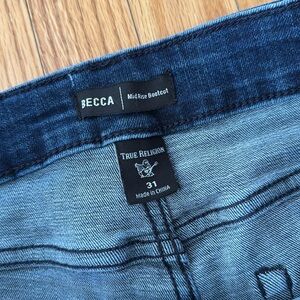 BECCA | Mid Rise Bootcut
TRUE RELIGION
31
Made in CHINA